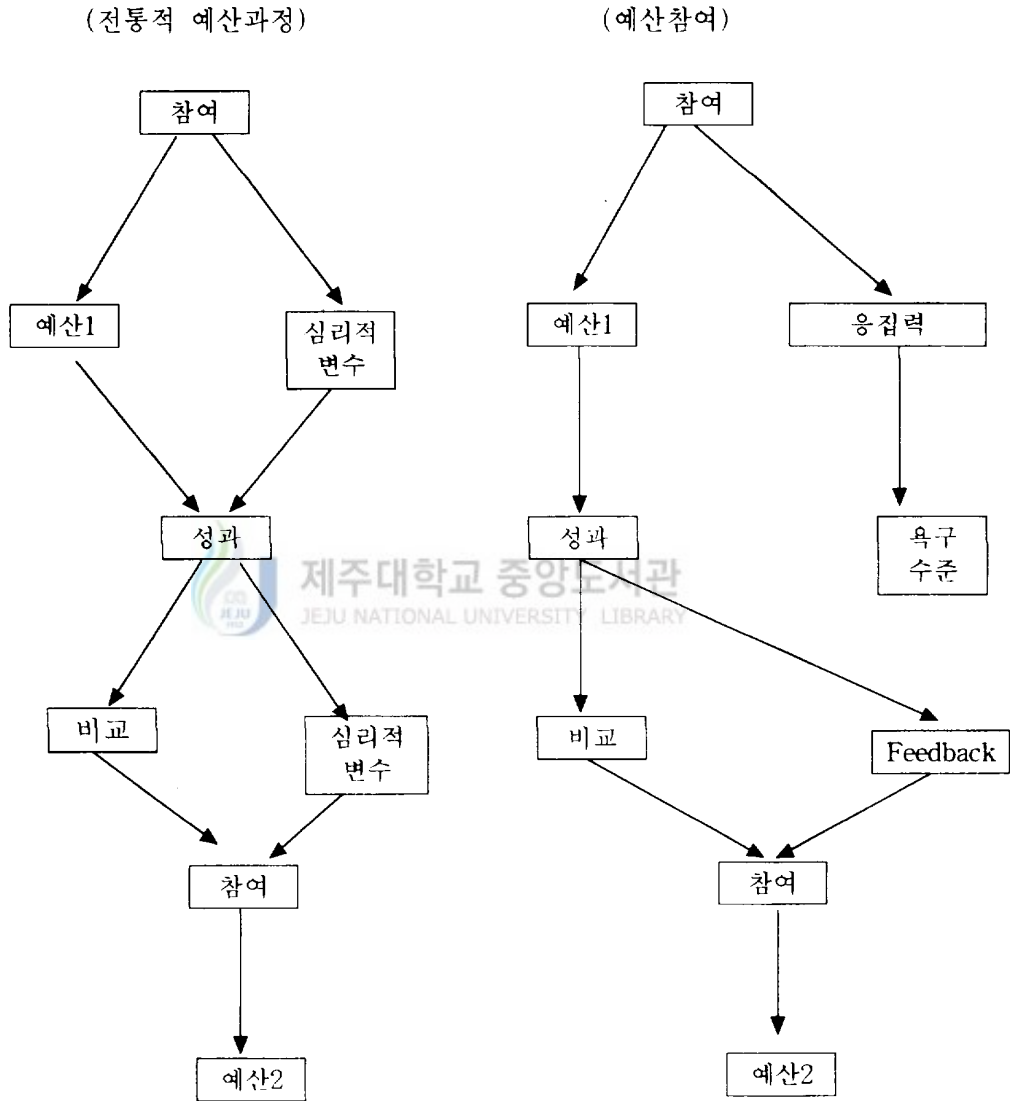 (전통적 예산과정)
(예산참여)
참여
참여
예산1
심리적
변수
예산1
응집력
성과
성과
욕구
수준
제주대학교 중앙도서관
JEJU NATIONAL UNIVERSITY LIBRARY
비교
심리적
변수
비교
Feedback
참여
참여
예산2
예산2